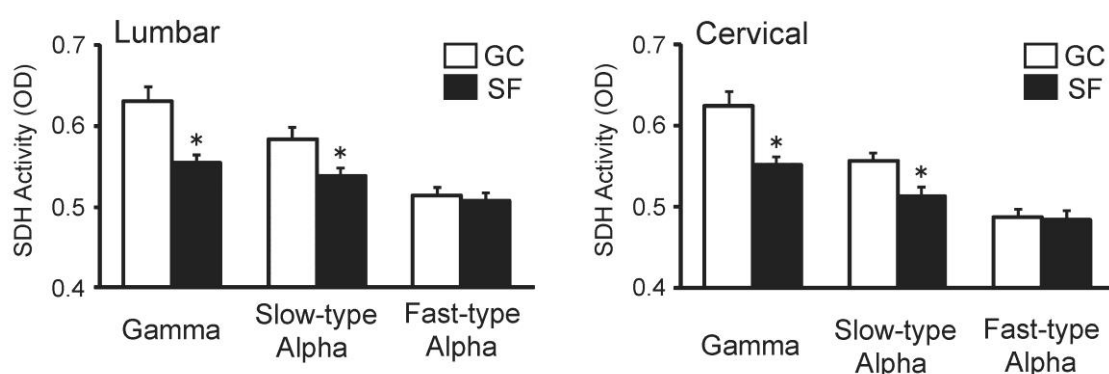 Lumbar
GC
SF
SDH Activity (OD)
0.7
0.6
0.5
0.4
*
*
Gamma
Slow-type
Alpha
Fast-type
Alpha
Cervical
GC
SF
SDH Activity (OD)
0.7
0.6
0.5
0.4
*
*
Gamma
Slow-type
Alpha
Fast-type
Alpha